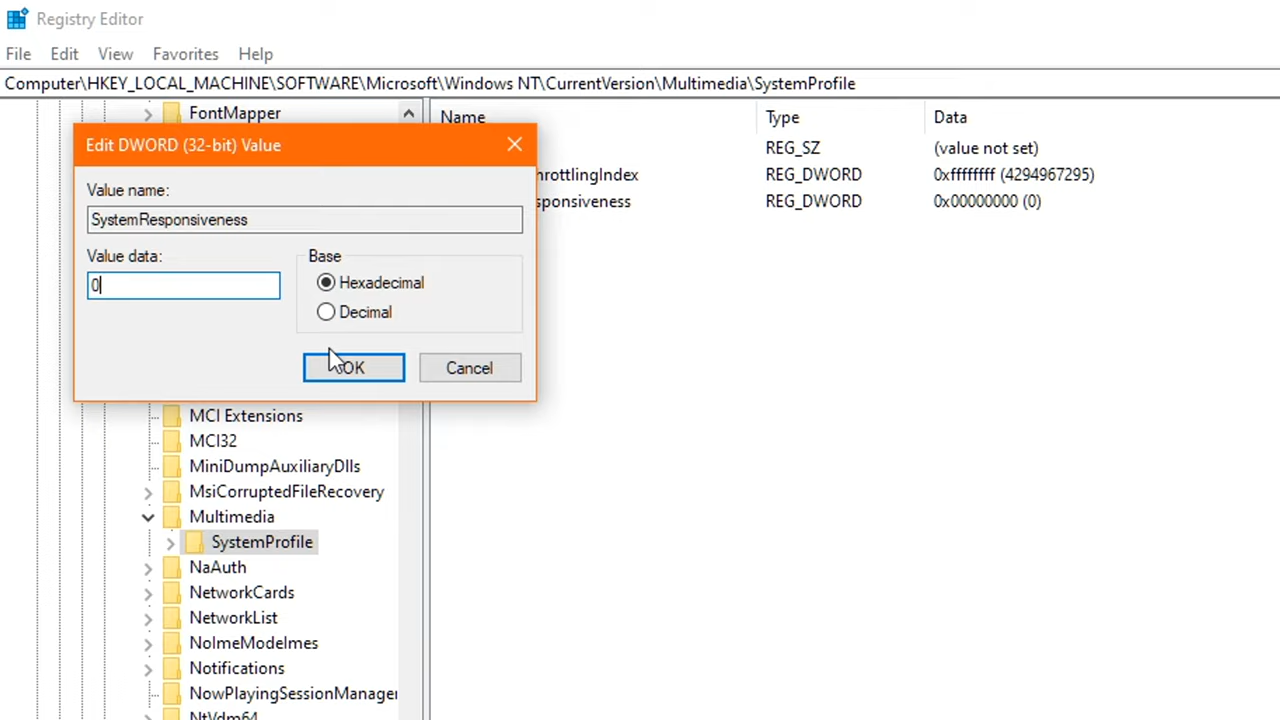 Registry Editor
File Edit View Favorites Help
Computer\HKEY_LOCAL_MACHINE\SOFTWARE\Microsoft\Windows NT\CurrentVersion\Multimedia\SystemProfile
FontMapper
Name Type Data
Edit DWORD (32-bit) Value
REG_SZ (value not set)
hrottlingIndex REG_DWORD 0xffffffff (4294967295)
sponsiveness REG_DWORD 0x00000000 (0)
Value name:
SystemResponsiveness
Value data:
0
Base
Hexadecimal
Decimal
OK Cancel
MCI Extensions
MCI32
MiniDumpAuxiliaryDlls
MsiCorruptedFileRecovery
Multimedia
SystemProfile
NaAuth
NetworkCards
NetworkList
NoImeModeImes
Notifications
NowPlayingSessionManager
NtVdm64